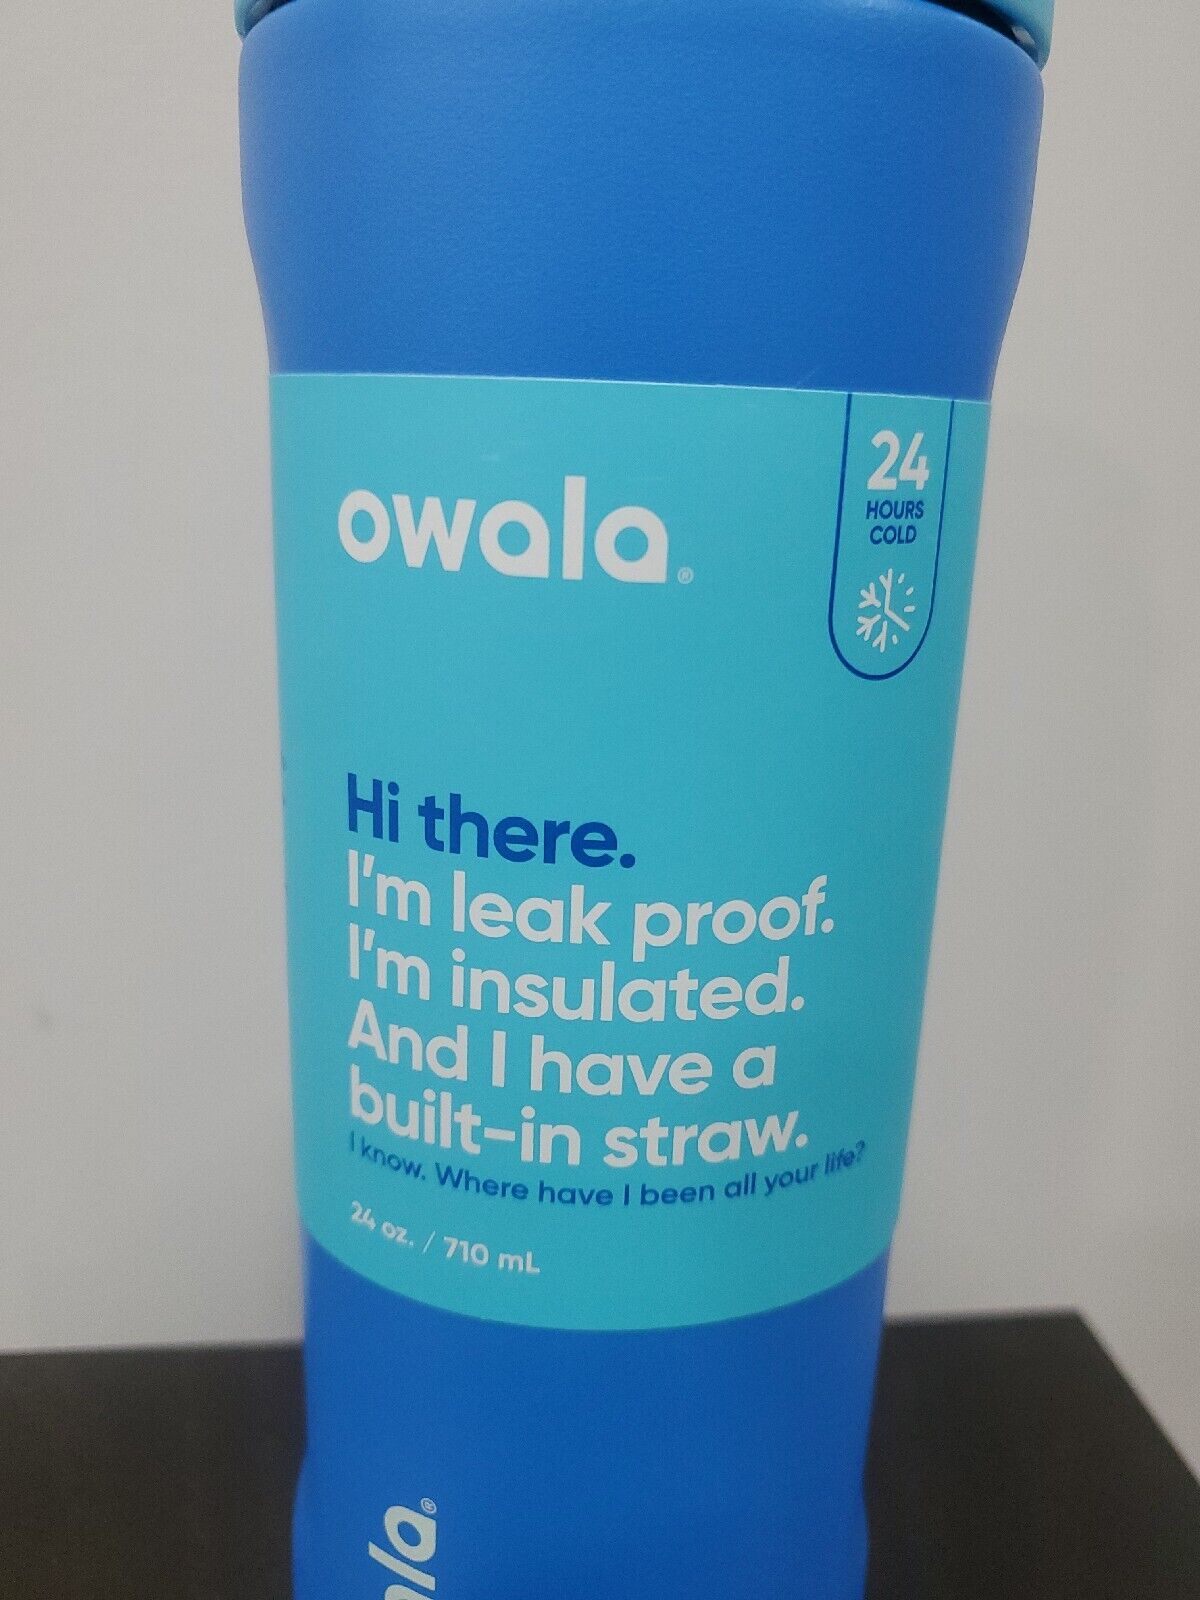 owala®
24
HOURS
COLD
Hi there.
I'm leak proof.
I'm insulated.
And I have a
built-in straw.
I know. Where have I been all your life?
24 oz. / 710 mL
ala®